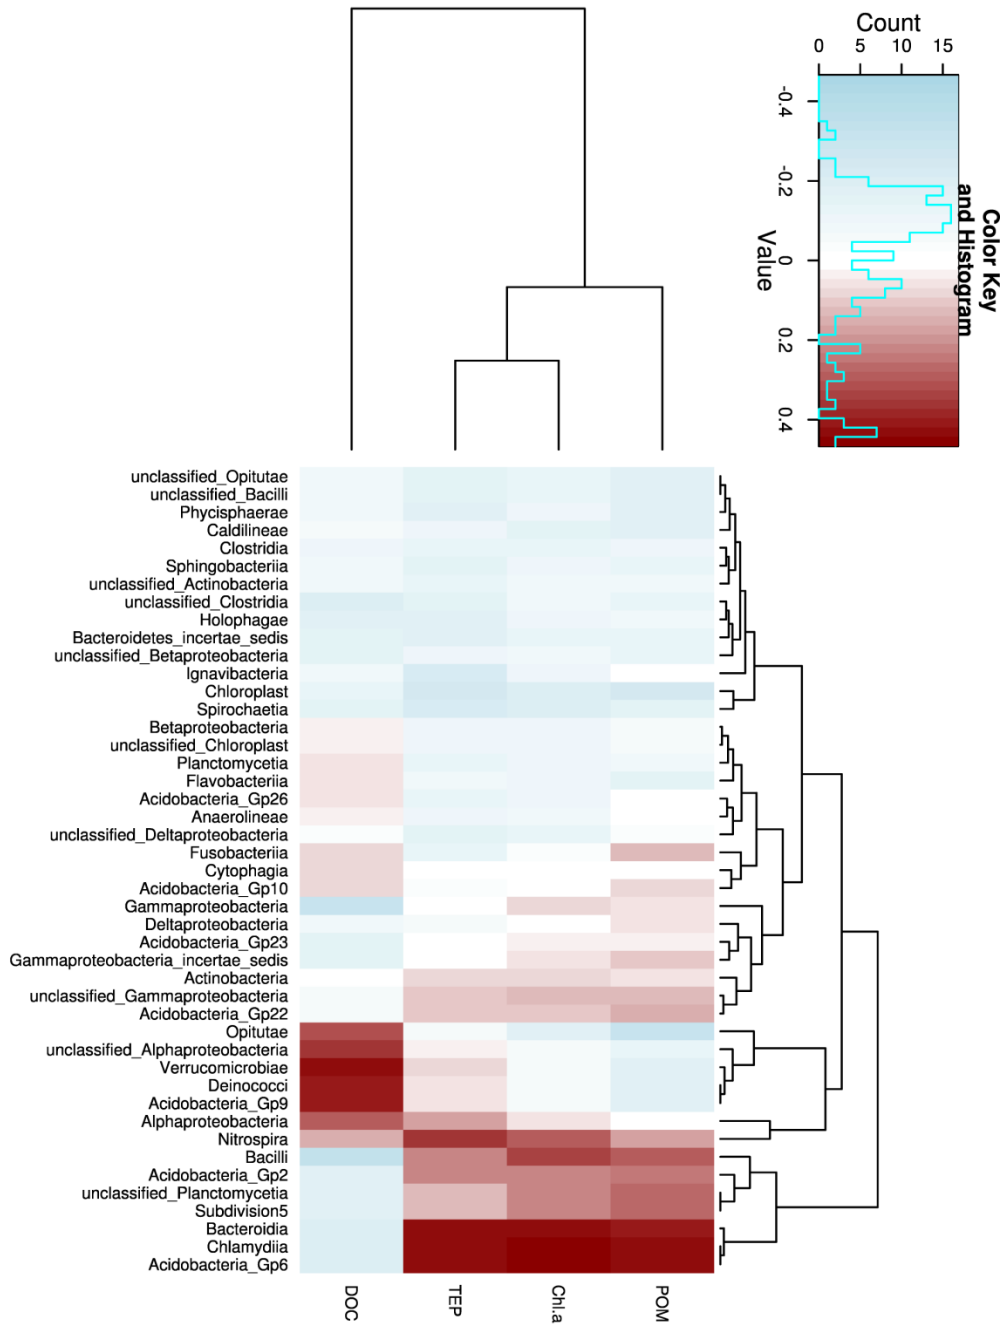 Count
0 5 10 15
-0.4 -0.2 0 0.2 0.4
Value
Color Key
and Histogram
unclassified_Opitutae
unclassified_Bacilli
Phycisphaerae
Caldilineae
Clostridia
Sphingobacteriia
unclassified_Actinobacteria
unclassified_Clostridia
Holophagae
Bacteroidetes_incertae_sedis
unclassified_Betaproteobacteria
Ignavibacteria
Chloroplast
Spirochaetia
Betaproteobacteria
unclassified_Chloroplast
Planctomycetia
Flavobacteriia
Acidobacteria_Gp26
Anaerolineae
unclassified_Deltaproteobacteria
Fusobacteriia
Cytophagia
Acidobacteria_Gp10
Gammaproteobacteria
Deltaproteobacteria
Acidobacteria_Gp23
Gammaproteobacteria_incertae_sedis
Actinobacteria
unclassified_Gammaproteobacteria
Acidobacteria_Gp22
Opitutae
unclassified_Alphaproteobacteria
Verrucomicrobiae
Deinococci
Acidobacteria_Gp9
Alphaproteobacteria
Nitrospira
Bacilli
Acidobacteria_Gp2
unclassified_Planctomycetia
Subdivision5
Bacteroidia
Chlamydiia
Acidobacteria_Gp6
DOC TEP Chl.a POM